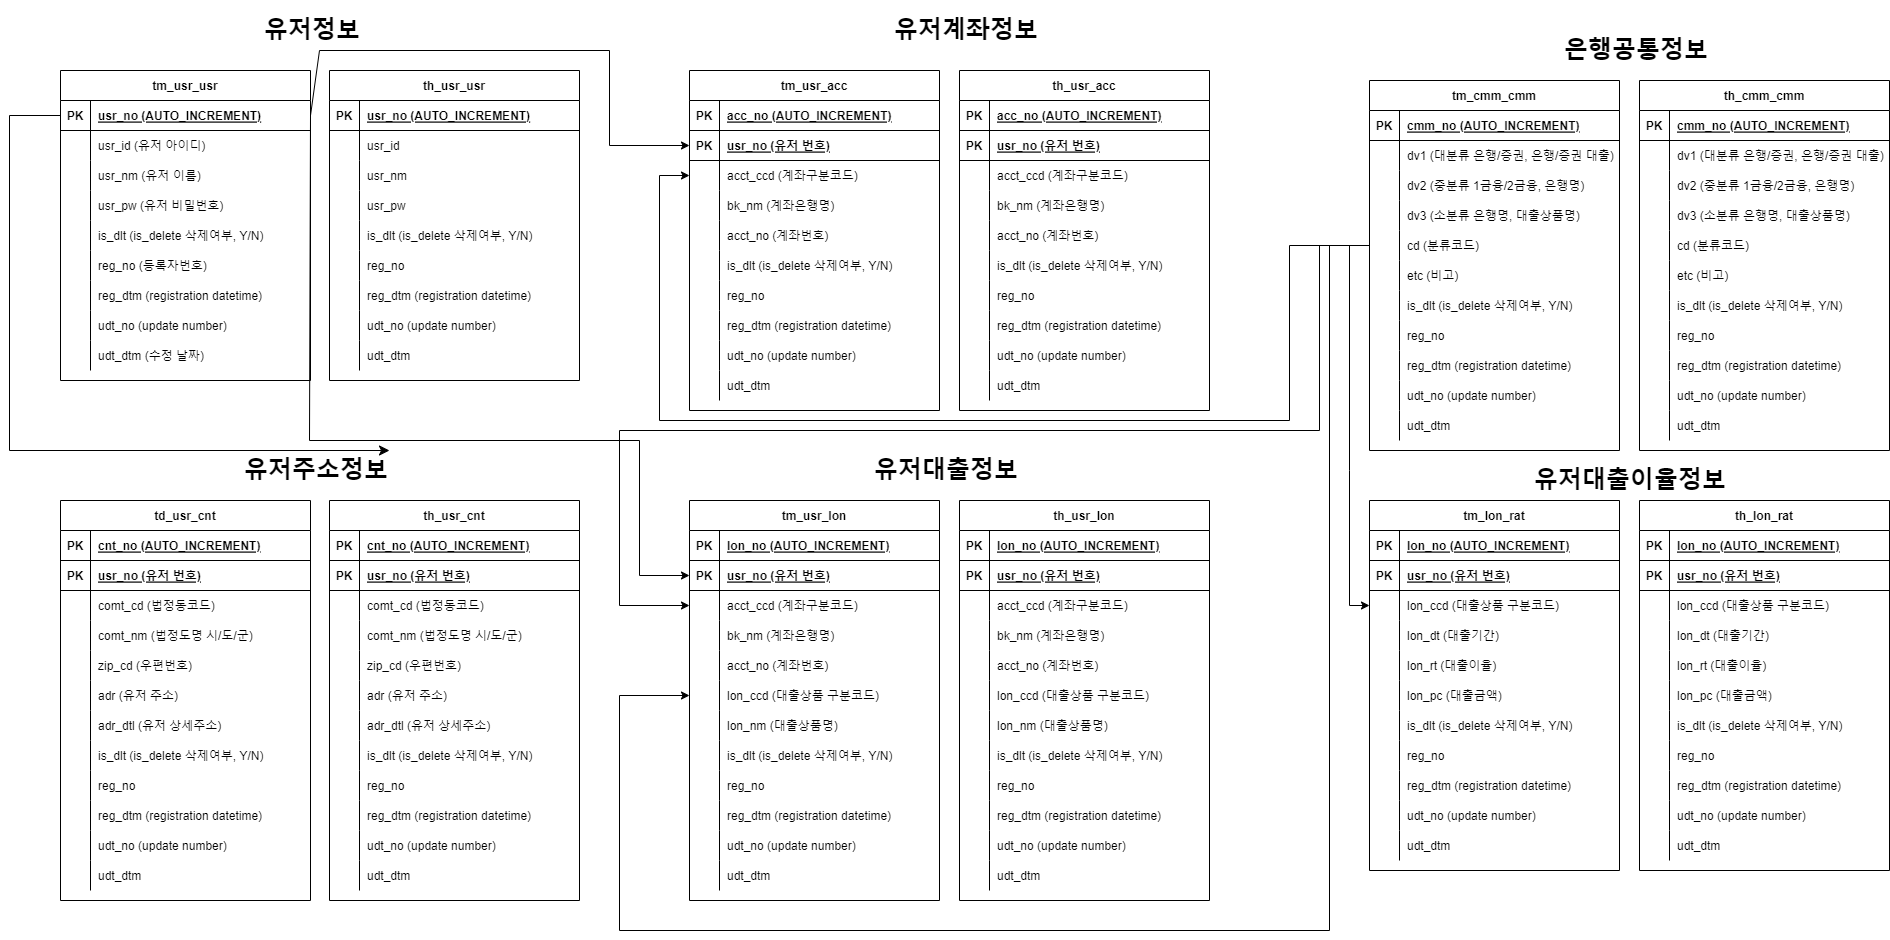 유저정보
tm_usr_usr
PK usr_no (AUTO_INCREMENT)
usr_id (유저 아이디)
usr_nm (유저 이름)
usr_pw (유저 비밀번호)
is_dlt (is_delete 삭제여부, Y/N)
reg_no (등록자번호)
reg_dtm (registration datetime)
udt_no (update number)
udt_dtm (수정 날짜)
th_usr_usr
PK usr_no (AUTO_INCREMENT)
usr_id
usr_nm
usr_pw
is_dlt (is_delete 삭제여부, Y/N)
reg_no
reg_dtm (registration datetime)
udt_no (update number)
udt_dtm
유저계좌정보
tm_usr_acc
PK acc_no (AUTO_INCREMENT)
PK usr_no (유저 번호)
acct_ccd (계좌구분코드)
bk_nm (계좌은행명)
acct_no (계좌번호)
is_dlt (is_delete 삭제여부, Y/N)
reg_no
reg_dtm (registration datetime)
udt_no (update number)
udt_dtm
th_usr_acc
PK acc_no (AUTO_INCREMENT)
PK usr_no (유저 번호)
acct_ccd (계좌구분코드)
bk_nm (계좌은행명)
acct_no (계좌번호)
is_dlt (is_delete 삭제여부, Y/N)
reg_no
reg_dtm (registration datetime)
udt_no (update number)
udt_dtm
은행공통정보
tm_cmm_cmm
PK cmm_no (AUTO_INCREMENT)
dv1 (대분류 은행/증권, 은행/증권 대출)
dv2 (중분류 1금융/2금융, 은행명)
dv3 (소분류 은행명, 대출상품명)
cd (분류코드)
etc (비고)
is_dlt (is_delete 삭제여부, Y/N)
reg_no
reg_dtm (registration datetime)
udt_no (update number)
udt_dtm
th_cmm_cmm
PK cmm_no (AUTO_INCREMENT)
dv1 (대분류 은행/증권, 은행/증권 대출)
dv2 (중분류 1금융/2금융, 은행명)
dv3 (소분류 은행명, 대출상품명)
cd (분류코드)
etc (비고)
is_dlt (is_delete 삭제여부, Y/N)
reg_no
reg_dtm (registration datetime)
udt_no (update number)
udt_dtm
유저주소정보
td_usr_cnt
PK cnt_no (AUTO_INCREMENT)
PK usr_no (유저 번호)
comt_cd (법정동코드)
comt_nm (법정도명 시/도/군)
zip_cd (우편번호)
adr (유저 주소)
adr_dtl (유저 상세주소)
is_dlt (is_delete 삭제여부, Y/N)
reg_no
reg_dtm (registration datetime)
udt_no (update number)
udt_dtm
th_usr_cnt
PK cnt_no (AUTO_INCREMENT)
PK usr_no (유저 번호)
comt_cd (법정동코드)
comt_nm (법정도명 시/도/군)
zip_cd (우편번호)
adr (유저 주소)
adr_dtl (유저 상세주소)
is_dlt (is_delete 삭제여부, Y/N)
reg_no
reg_dtm (registration datetime)
udt_no (update number)
udt_dtm
유저대출정보
tm_usr_lon
PK lon_no (AUTO_INCREMENT)
PK usr_no (유저 번호)
acct_ccd (계좌구분코드)
bk_nm (계좌은행명)
acct_no (계좌번호)
lon_ccd (대출상품 구분코드)
lon_nm (대출상품명)
is_dlt (is_delete 삭제여부, Y/N)
reg_no
reg_dtm (registration datetime)
udt_no (update number)
udt_dtm
th_usr_lon
PK lon_no (AUTO_INCREMENT)
PK usr_no (유저 번호)
acct_ccd (계좌구분코드)
bk_nm (계좌은행명)
acct_no (계좌번호)
lon_ccd (대출상품 구분코드)
lon_nm (대출상품명)
is_dlt (is_delete 삭제여부, Y/N)
reg_no
reg_dtm (registration datetime)
udt_no (update number)
udt_dtm
유저대출이율정보
tm_lon_rat
PK lon_no (AUTO_INCREMENT)
PK usr_no (유저 번호)
lon_ccd (대출상품 구분코드)
lon_dt (대출기간)
lon_rt (대출이율)
lon_pc (대출금액)
is_dlt (is_delete 삭제여부, Y/N)
reg_no
reg_dtm (registration datetime)
udt_no (update number)
udt_dtm
th_lon_rat
PK lon_no (AUTO_INCREMENT)
PK usr_no (유저 번호)
lon_ccd (대출상품 구분코드)
lon_dt (대출기간)
lon_rt (대출이율)
lon_pc (대출금액)
is_dlt (is_delete 삭제여부, Y/N)
reg_no
reg_dtm (registration datetime)
udt_no (update number)
udt_dtm